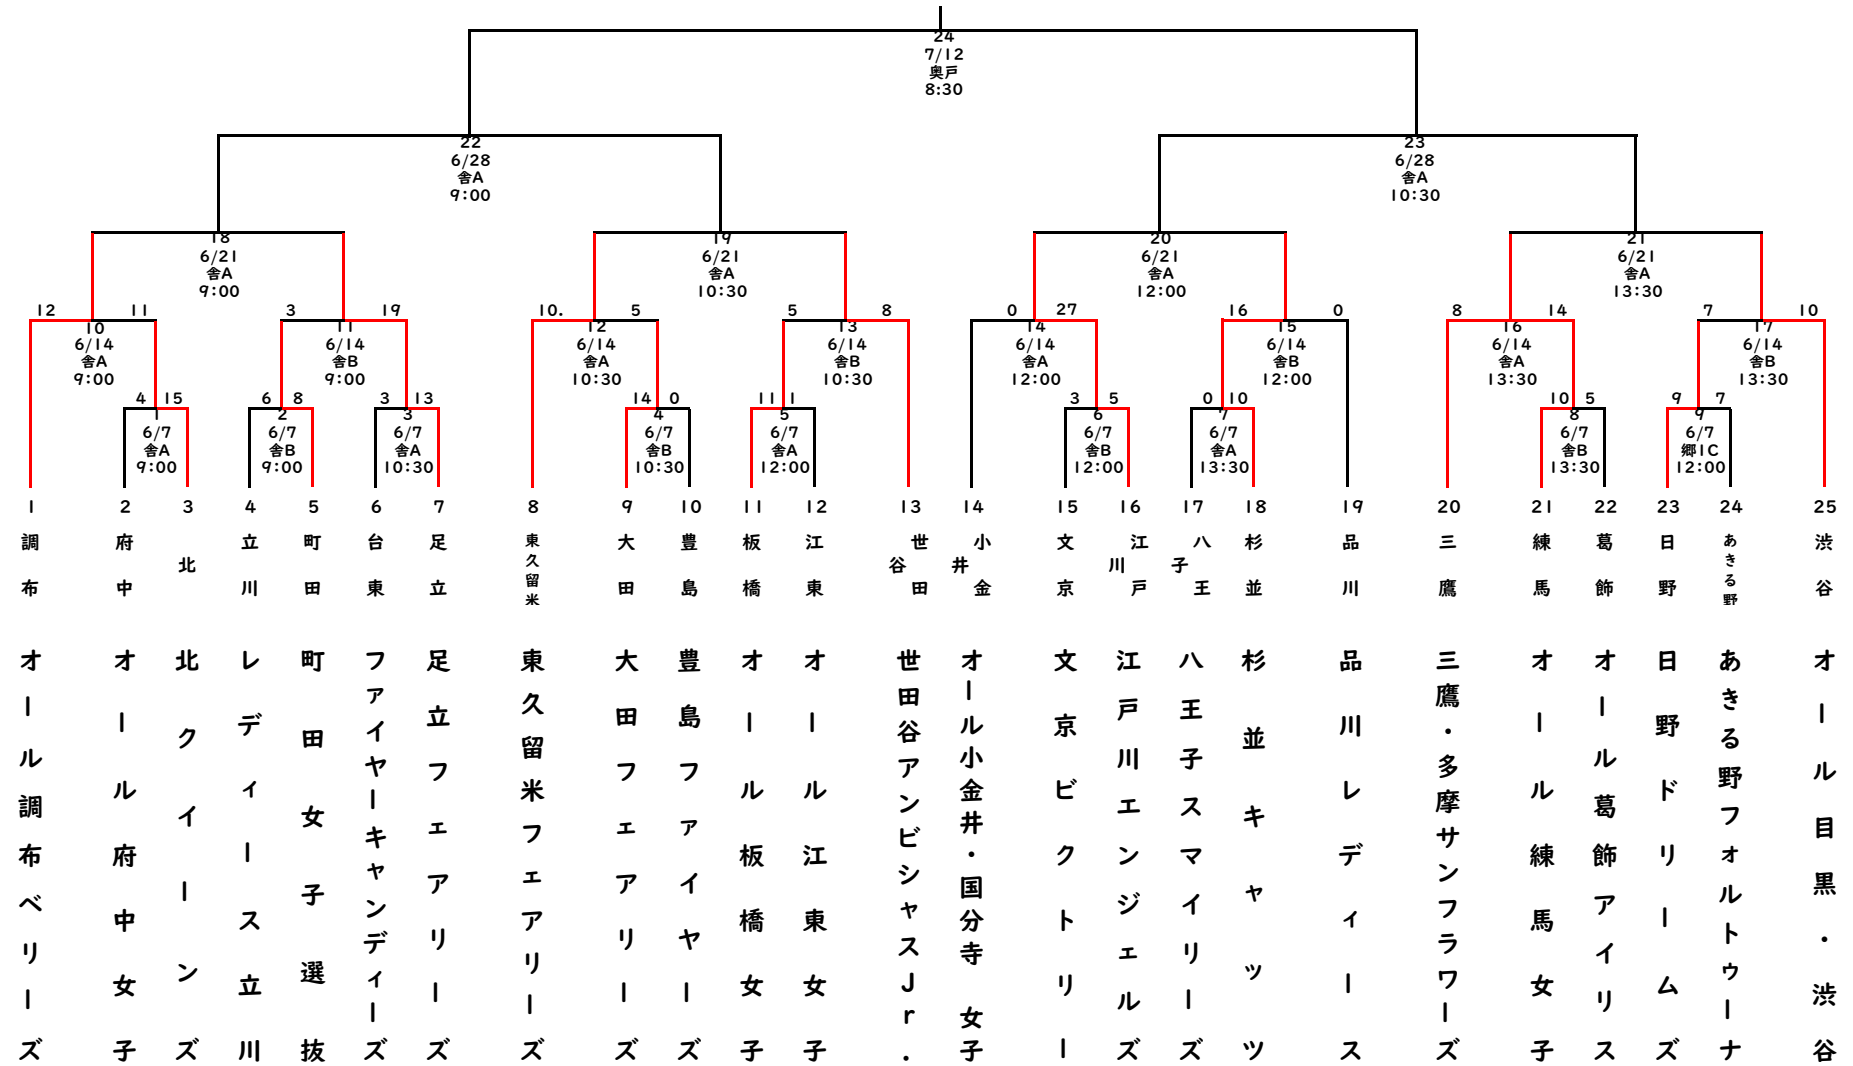 24
7/12
奥戸
8:30
22
6/28
舎A
9:00
23
6/28
舎A
10:30
18
6/21
舎A
9:00
19
6/21
舎A
10:30
20
6/21
舎A
12:00
21
6/21
舎A
13:30
12 11 3 19 10. 5 5 8 0 27 16 0 8 14 7 10
10
6/14
舎A
9:00
11
6/14
舎B
9:00
12
6/14
舎A
10:30
13
6/14
舎B
10:30
14
6/14
舎A
12:00
15
6/14
舎B
12:00
16
6/14
舎A
13:30
17
6/14
舎B
13:30
4 15 6 8 3 13 14 0 11 1 3 5 0 10 10 5 9 7
1
6/7
舎A
9:00
2
6/7
舎B
9:00
3
6/7
舎A
10:30
4
6/7
舎B
10:30
5
6/7
舎A
12:00
6
6/7
舎B
12:00
7
6/7
舎A
13:30
8
6/7
舎B
13:30
9
6/7
郷1C
12:00
1 2 3 4 5 6 7 8 9 10 11 12 13 14 15 16 17 18 19 20 21 22 23 24 25
調布
府中
北
立川
町田
台東
足立
東久留米
大田
豊島
板橋
江東
世田谷
小金井
文京
江戸川
八王子
杉並
品川
三鷹
練馬
葛飾
日野
あきる野
渋谷
オール調布ベリーズ
オール府中女子
北クイーンズ
レディース立川
町田女子選抜
ファイヤーキャンディーズ
足立フェアリーズ
東久留米フェアリーズ
大田フェアリーズ
豊島ファイヤーズ
オール板橋女子
オール江東女子
世田谷アンビシャスJr.
オール小金井・国分寺 女子
文京ビクトリー
江戸川エンジェルズ
八王子スマイリーズ
杉並キャッツ
品川レディース
三鷹・多摩サンフラワーズ
オール練馬女子
オール葛飾アイリス
日野ドリームズ
あきる野フォルトゥーナ
オール目黒・渋谷